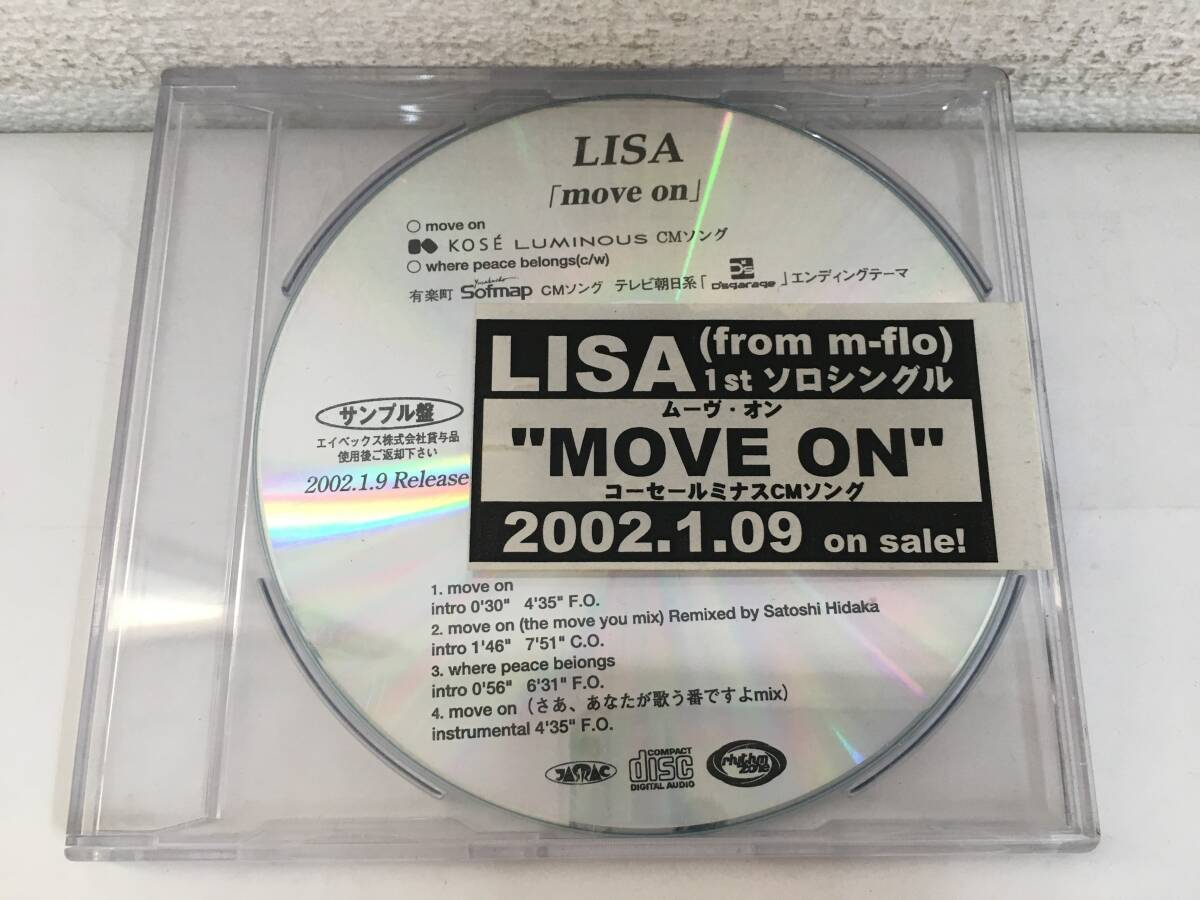 LISA
「move on」
○ move on
KOSÉ LUMINOUS CMソング
○ where peace belongs(c/w)
有楽町 Sofmap CMソング テレビ朝日系「D's garage」エンディングテーマ
LISA (from m-flo)
1st ソロシングル
ムーヴ・オン
"MOVE ON"
コーセールミナスCMソング
2002.1.09 on sale!
サンプル盤
エイベックス株式会社貸与品
使用後ご返却下さい
2002.1.9 Release
1. move on
intro 0'30" 4'35" F.O.
2. move on (the move you mix) Remixed by Satoshi Hidaka
intro 1'46" 7'51" C.O.
3. where peace beiongs
intro 0'56" 6'31" F.O.
4. move on（さあ、あなたが歌う番ですよmix）
instrumental 4'35" F.O.
JASRAC
COMPACT disc DIGITAL AUDIO
rhythm zone